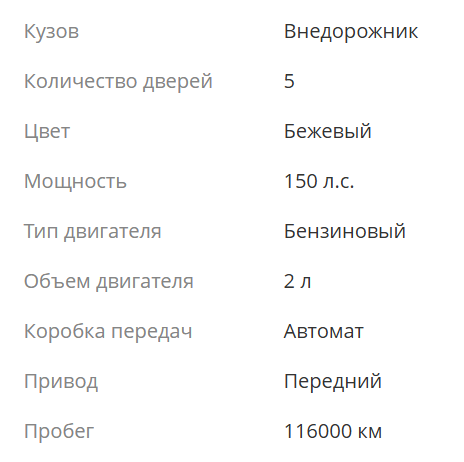 Кузов Внедорожник
Количество дверей 5
Цвет Бежевый
Мощность 150 л.с.
Тип двигателя Бензиновый
Объем двигателя 2 л
Коробка передач Автомат
Привод Передний
Пробег 116000 км